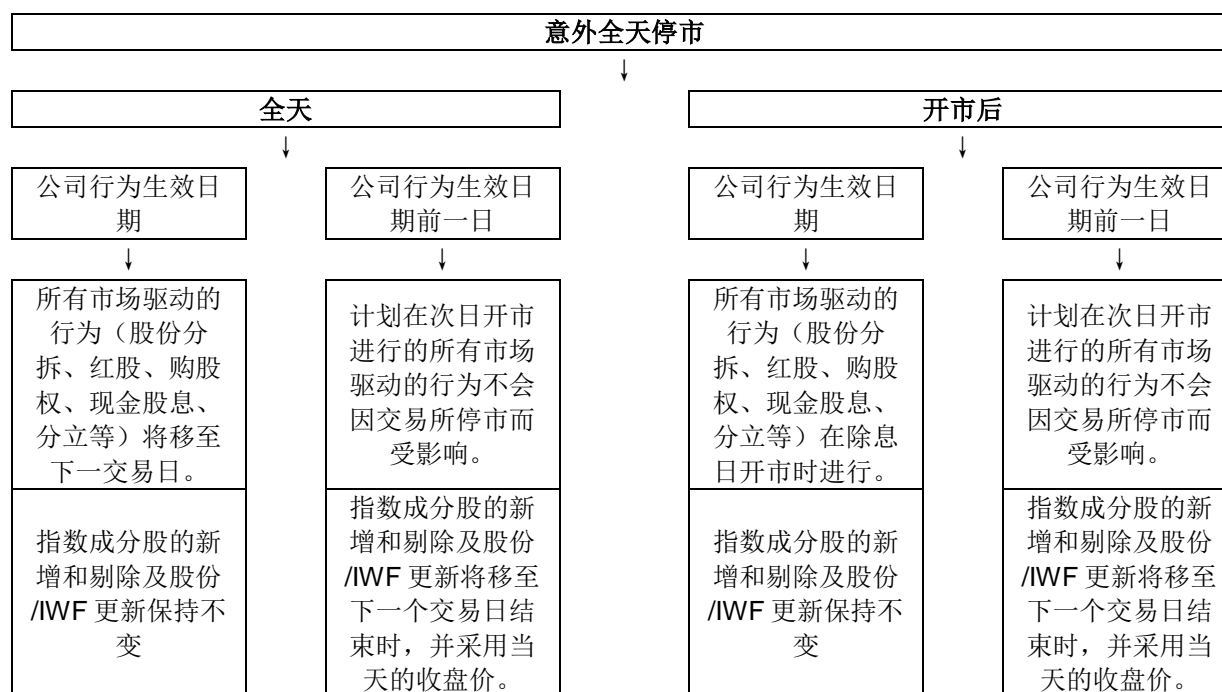 意外全天停市
↓
全天
开市后
↓
↓
公司行为生效日
期
公司行为生效日
期前一日
公司行为生效日
期
公司行为生效日
期前一日
↓
↓
↓
↓
所有市场驱动的
行为（股份分
拆、红股、购股
权、现金股息、
分立等）将移至
下一交易日。
计划在次日开市
进行的所有市场
驱动的行为不会
因交易所停市而
受影响。
所有市场驱动的
行为（股份分
拆、红股、购股
权、现金股息、
分立等）在除息
日开市时进行。
计划在次日开市
进行的所有市场
驱动的行为不会
因交易所停市而
受影响。
指数成分股的新
增和剔除及股份
/IWF 更新保持不
变
指数成分股的新
增和剔除及股份
/IWF 更新将移至
下一个交易日结
束时，并采用当
天的收盘价。
指数成分股的新
增和剔除及股份
/IWF 更新保持不
变
指数成分股的新
增和剔除及股份
/IWF 更新将移至
下一个交易日结
束时，并采用当
天的收盘价。